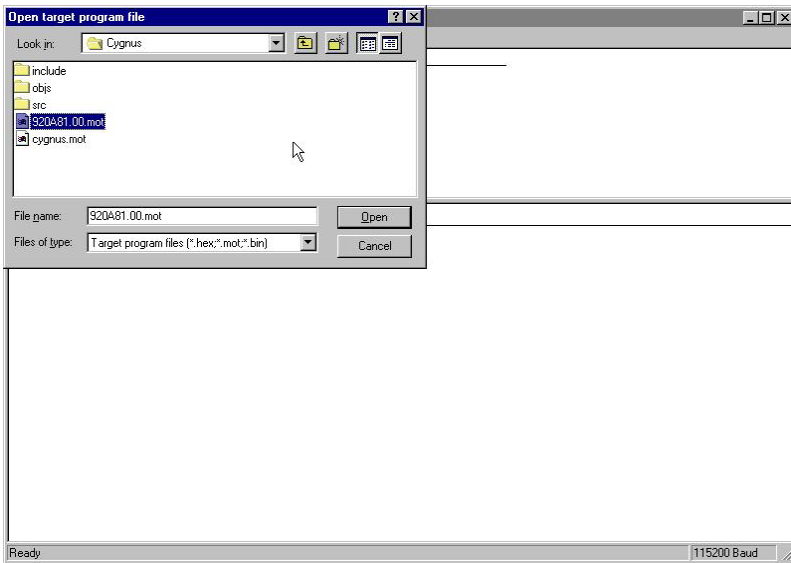 Open target program file
Look in: Cygnus
include
objs
src
920A81.00.mot
cygnus.mot
File name: 920A81.00.mot Open
Files of type: Target program files (*.hex;*.mot;*.bin) Cancel
Ready 115200 Baud